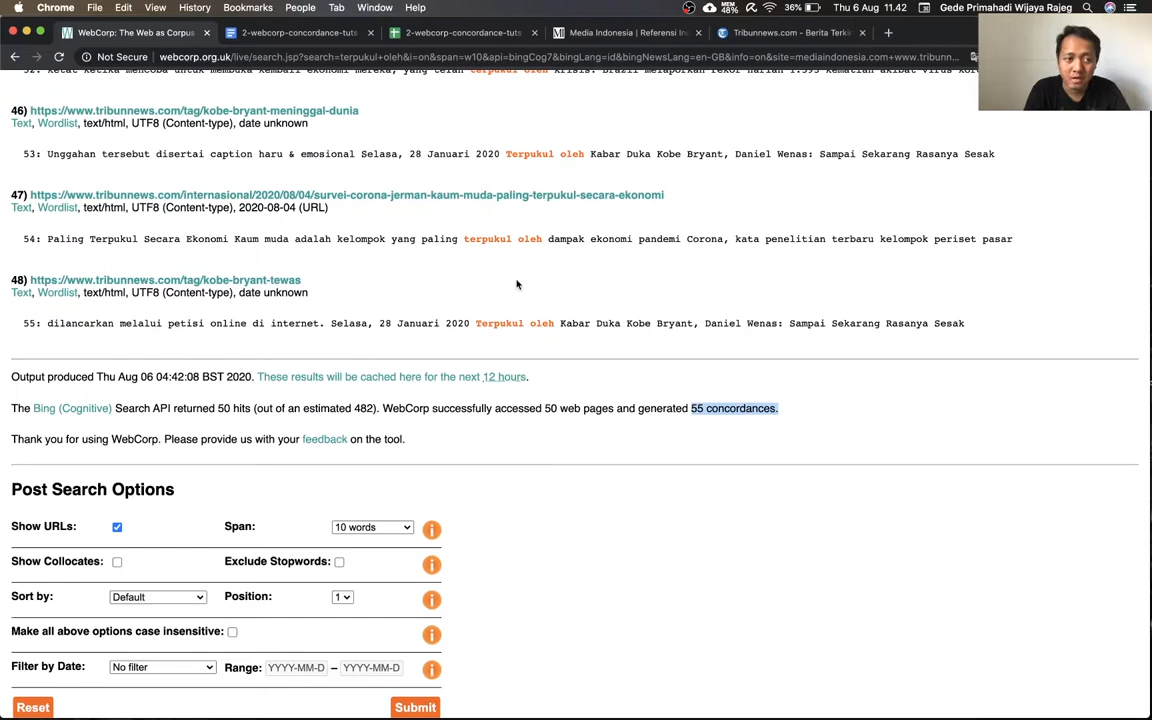 Chrome File Edit View History Bookmarks People Tab Window Help MEM 48% 36% Thu 6 Aug 11.42 Gede Primahadi Wijaya Rajeg
WebCorp: The Web as Corpus 2-webcorp-concordance-tuts 2-webcorp-concordance-tuts Media Indonesia | Referensi In Tribunnews.com - Berita Terkin
Not Secure | webcorp.org.uk/live/search.jsp?search=terpukul+oleh&i=on&span=w10&api=bingCog7&bingLang=id&bingNewsLang=en-GB&info=on&site=mediaindonesia.com+www.tribunn...
46) https://www.tribunnews.com/tag/kobe-bryant-meninggal-dunia
Text, Wordlist, text/html, UTF8 (Content-type), date unknown
53: Unggahan tersebut disertai caption haru & emosional Selasa, 28 Januari 2020 Terpukul oleh Kabar Duka Kobe Bryant, Daniel Wenas: Sampai Sekarang Rasanya Sesak
47) https://www.tribunnews.com/internasional/2020/08/04/survei-corona-jerman-kaum-muda-paling-terpukul-secara-ekonomi
Text, Wordlist, text/html, UTF8 (Content-type), 2020-08-04 (URL)
54: Paling Terpukul Secara Ekonomi Kaum muda adalah kelompok yang paling terpukul oleh dampak ekonomi pandemi Corona, kata penelitian terbaru kelompok periset pasar
48) https://www.tribunnews.com/tag/kobe-bryant-tewas
Text, Wordlist, text/html, UTF8 (Content-type), date unknown
55: dilancarkan melalui petisi online di internet. Selasa, 28 Januari 2020 Terpukul oleh Kabar Duka Kobe Bryant, Daniel Wenas: Sampai Sekarang Rasanya Sesak
Output produced Thu Aug 06 04:42:08 BST 2020. These results will be cached here for the next 12 hours.
The Bing (Cognitive) Search API returned 50 hits (out of an estimated 482). WebCorp successfully accessed 50 web pages and generated 55 concordances.
Thank you for using WebCorp. Please provide us with your feedback on the tool.
Post Search Options
Show URLs: Span: 10 words i
Show Collocates: Exclude Stopwords: i
Sort by: Default Position: 1 i
Make all above options case insensitive: i
Filter by Date: No filter Range: YYYY-MM-D – YYYY-MM-D i
Reset Submit